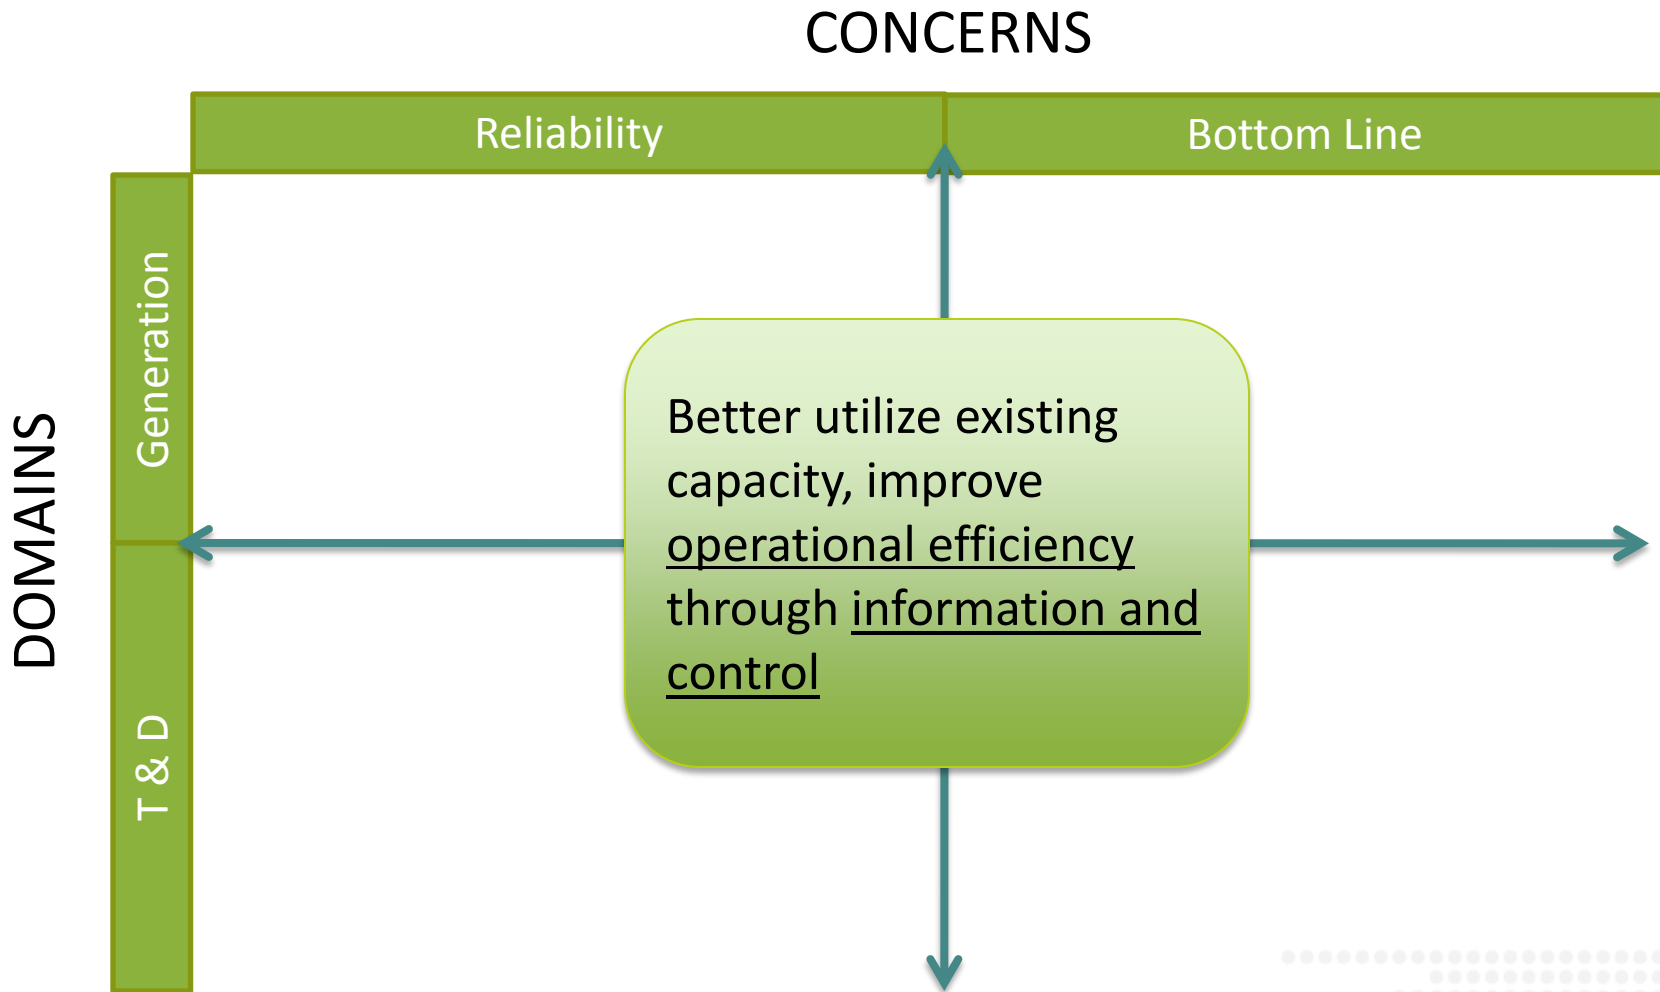 CONCERNS
Reliability
Bottom Line
DOMAINS
Generation
T & D
Better utilize existing
capacity, improve
operational efficiency
through information and
control